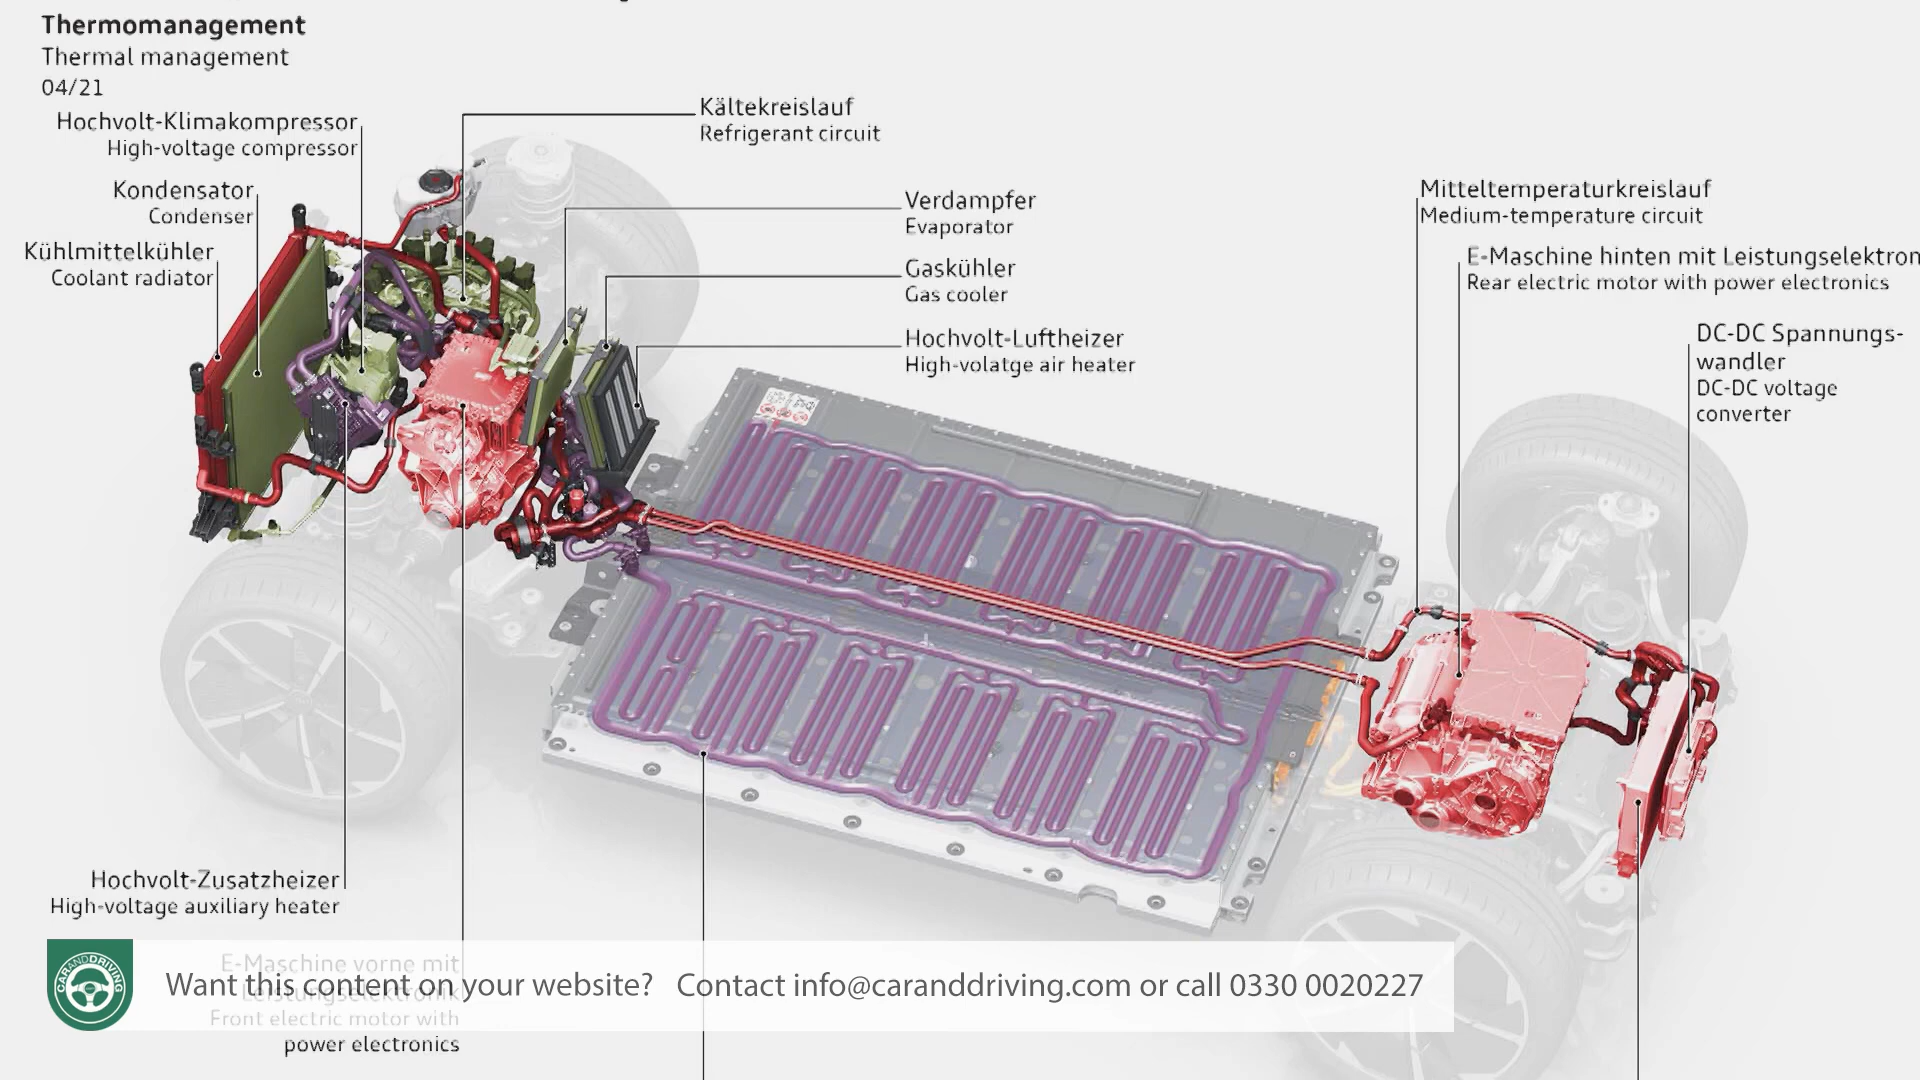 Thermomanagement
Thermal management
04/21
Hochvolt-Klimakompressor
High-voltage compressor
Kondensator
Condenser
Kühlmittelkühler
Coolant radiator
Kältekreislauf
Refrigerant circuit
Verdampfer
Evaporator
Gaskühler
Gas cooler
Hochvolt-Luftheizer
High-volatge air heater
Mitteltemperaturkreislauf
Medium-temperature circuit
E-Maschine hinten mit Leistungselektron
Rear electric motor with power electronics
DC-DC Spannungs-
wandler
DC-DC voltage
converter
Hochvolt-Zusatzheizer
High-voltage auxiliary heater
E-Maschine vorne mit
Leistungselektronik
Front electric motor with
power electronics
CARANDDRIVING
Want this content on your website? Contact info@caranddriving.com or call 0330 0020227